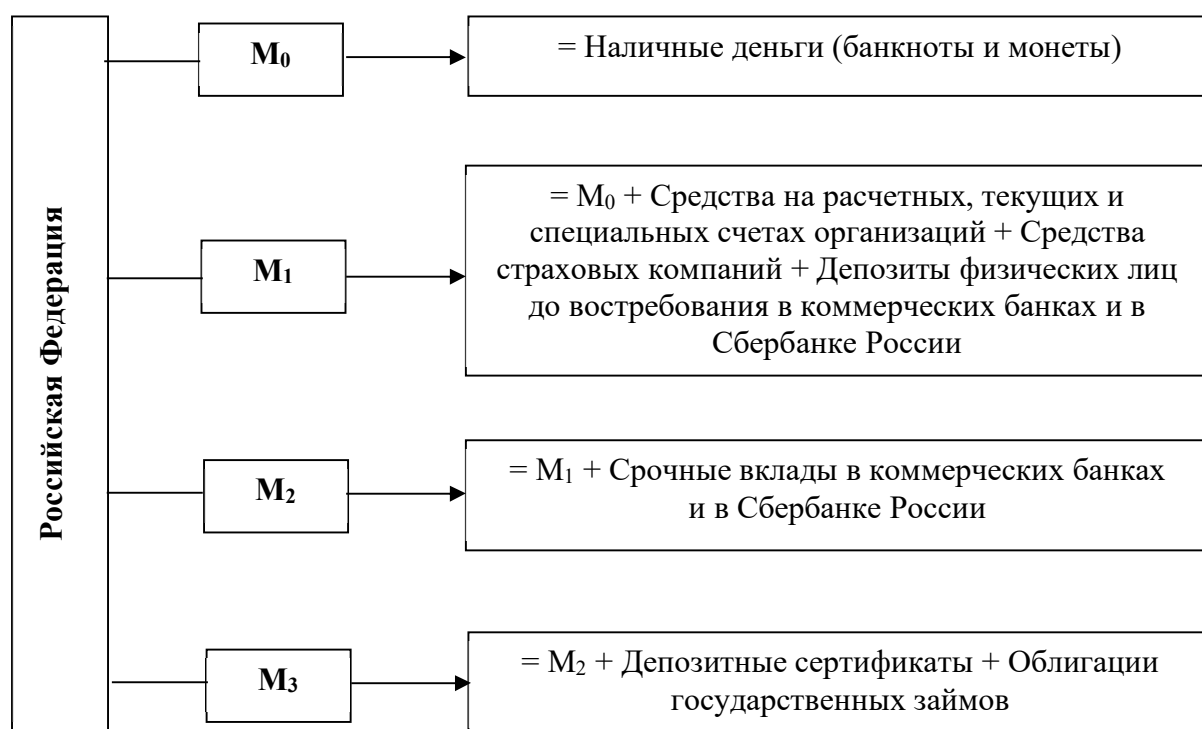 Российская Федерация
M₀
= Наличные деньги (банкноты и монеты)
M₁
= M₀ + Средства на расчетных, текущих и
специальных счетах организаций + Средства
страховых компаний + Депозиты физических лиц
до востребования в коммерческих банках и в
Сбербанке России
M₂
= M₁ + Срочные вклады в коммерческих банках
и в Сбербанке России
M₃
= M₂ + Депозитные сертификаты + Облигации
государственных займов